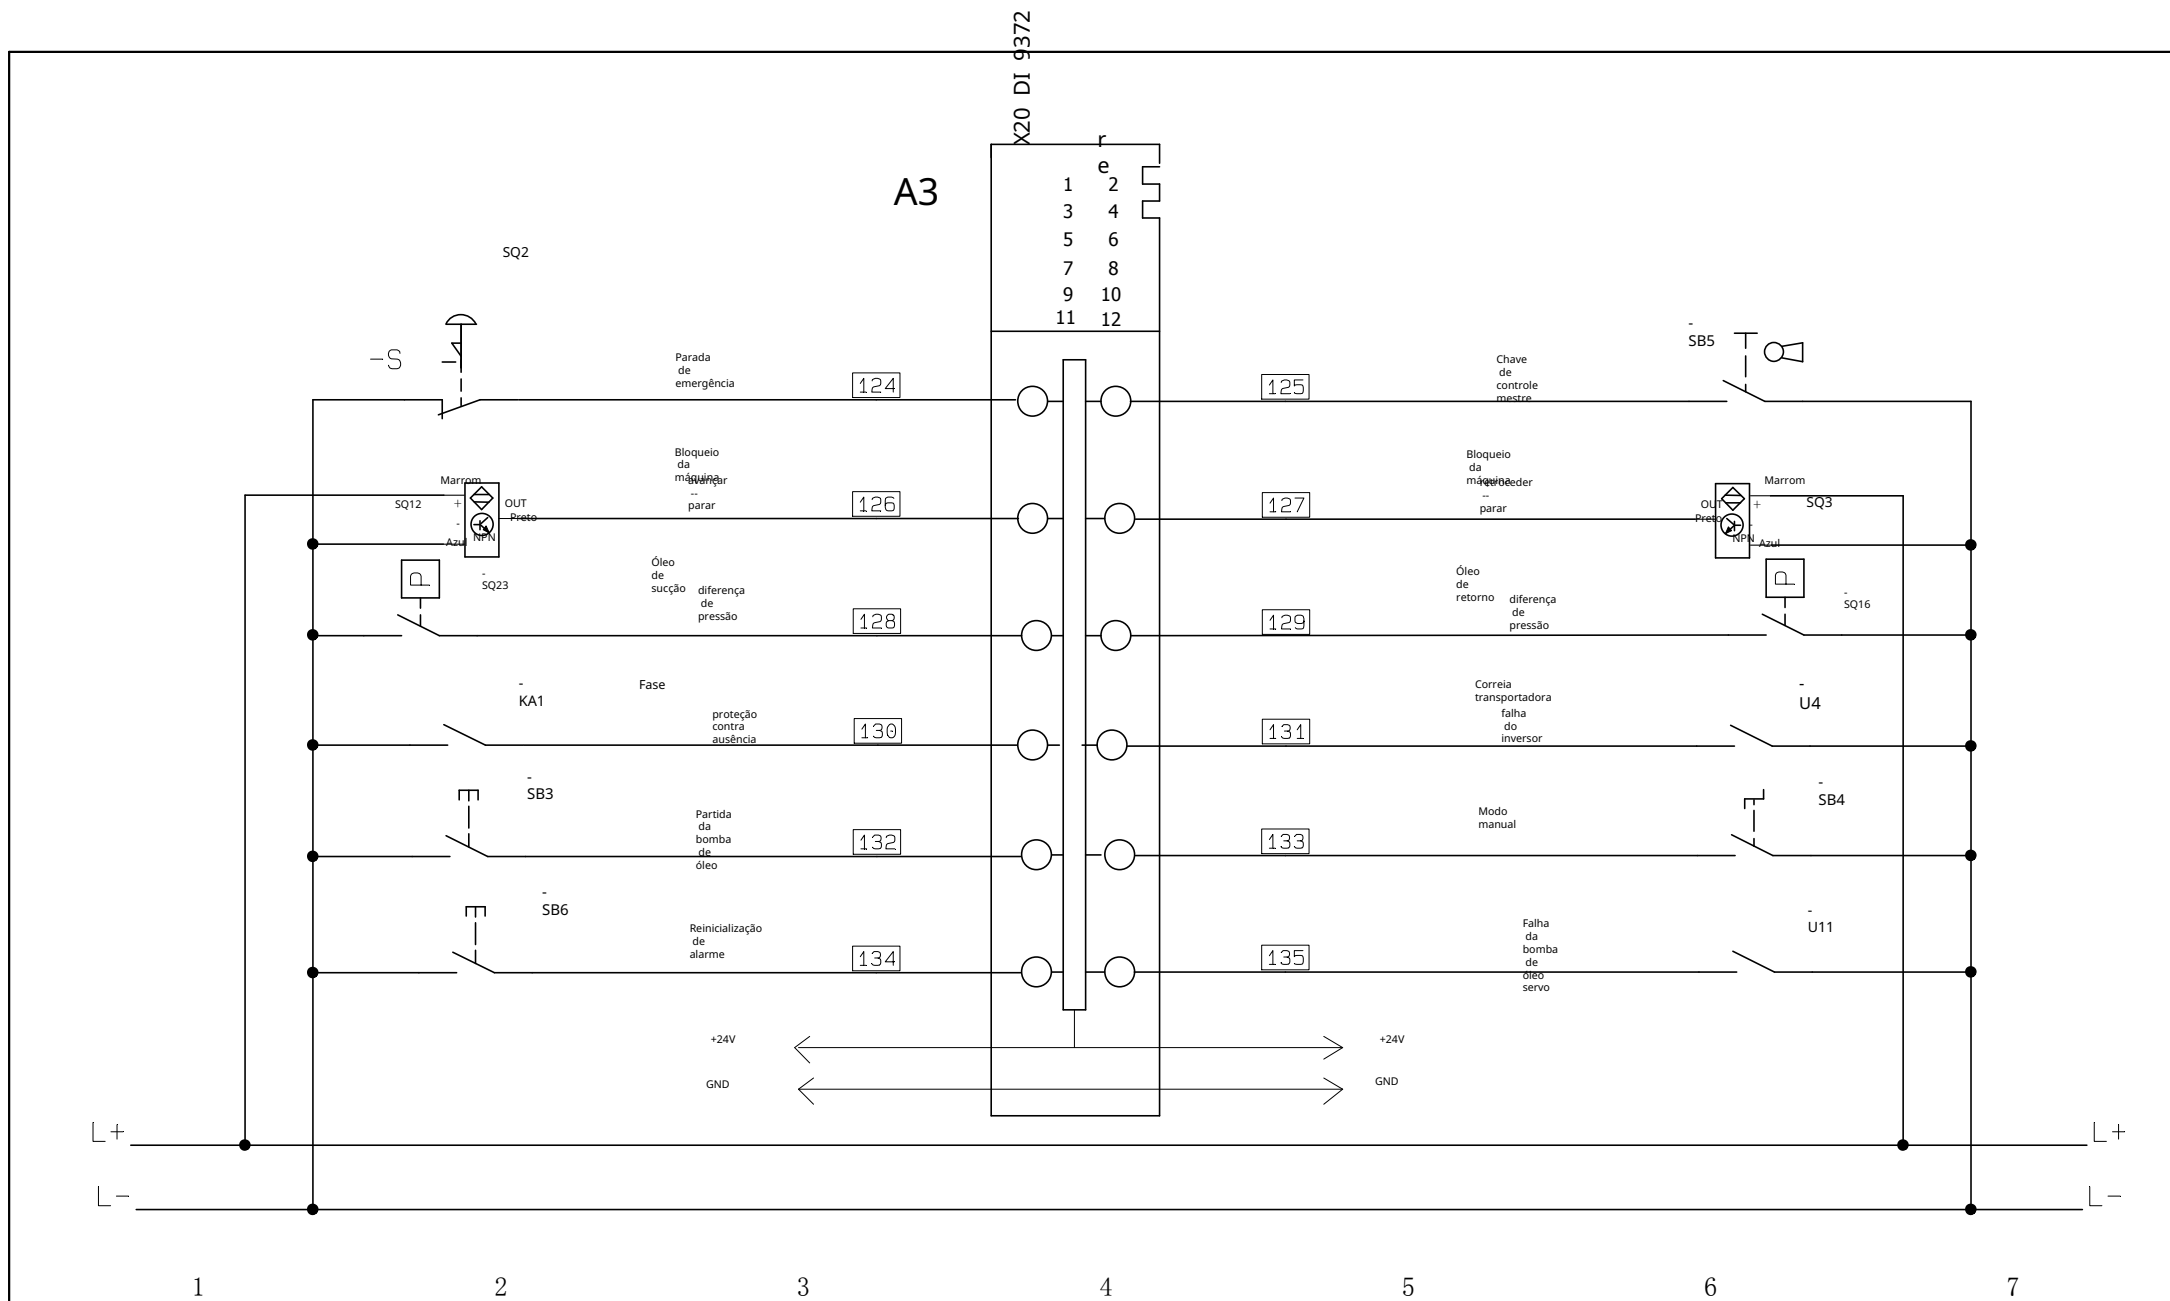 X20 DI 9372
r
e
A3
1 2
3 4
5 6
7 8
9 10
11 12
SQ2
-S
Parada
de
emergência
124
125
Chave
de
controle
mestre
-
SB5
Bloqueio
da
máquina
avançar
--
parar
126
Marrom
SQ12
+
-
OUT
Preto
Azul
NPN
127
Bloqueio
da
máquina
retroceder
--
parar
Marrom
OUT
+
SQ3
Preto
-
NPN
Azul
P
-
SQ23
Óleo
de
sucção
diferença
de
pressão
128
129
Óleo
de
retorno
diferença
de
pressão
P
-
SQ16
-
KA1
Fase
proteção
contra
ausência
130
131
Correia
transportadora
falha
do
inversor
-
U4
-
SB3
Partida
da
bomba
de
óleo
132
133
Modo
manual
-
SB4
-
SB6
Reinicialização
de
alarme
134
135
Falha
da
bomba
de
óleo
servo
-
U11
+24V
+24V
GND
GND
L+
L+
L-
L-
1 2 3 4 5 6 7